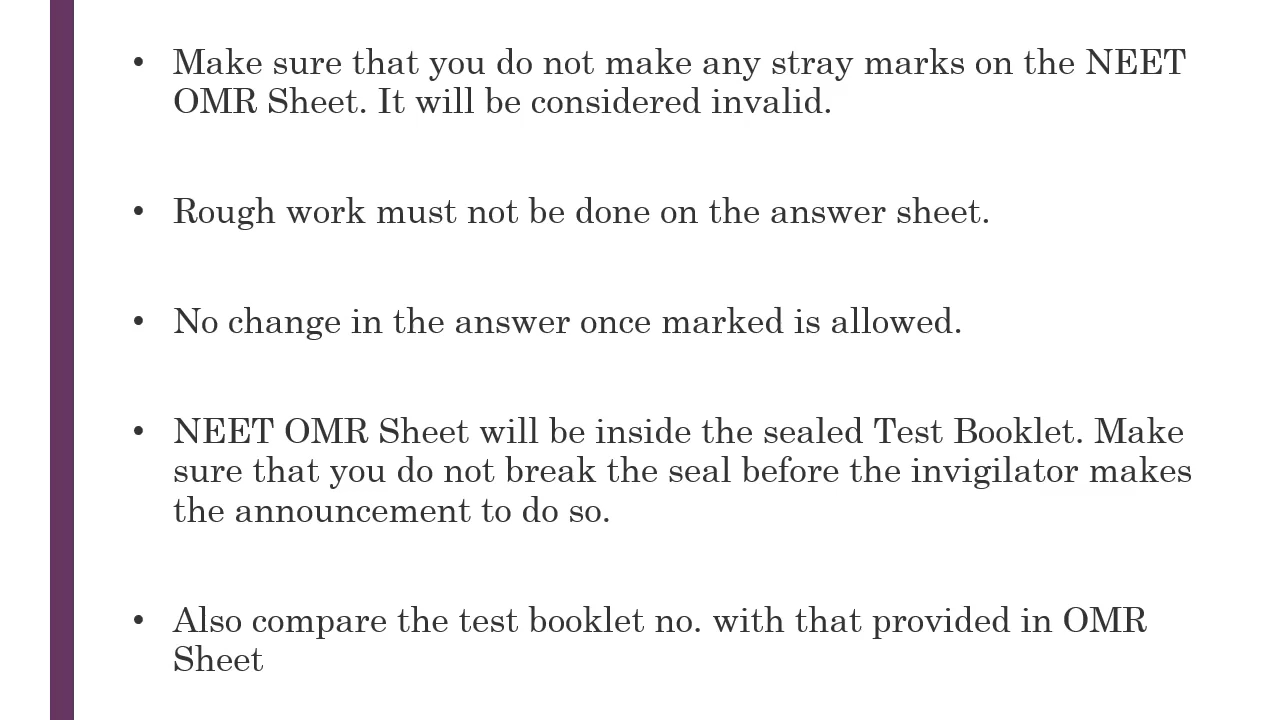 • Make sure that you do not make any stray marks on the NEET
OMR Sheet. It will be considered invalid.
• Rough work must not be done on the answer sheet.
• No change in the answer once marked is allowed.
• NEET OMR Sheet will be inside the sealed Test Booklet. Make
sure that you do not break the seal before the invigilator makes
the announcement to do so.
• Also compare the test booklet no. with that provided in OMR
Sheet